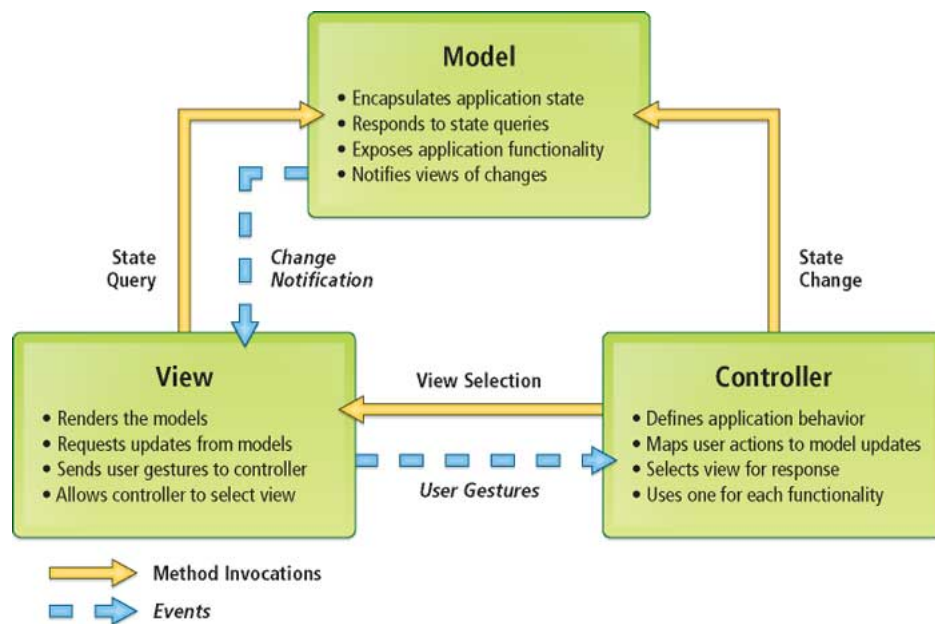 Model
• Encapsulates application state
• Responds to state queries
• Exposes application functionality
• Notifies views of changes
State
Query
Change
Notification
State
Change
View
• Renders the models
• Requests updates from models
• Sends user gestures to controller
• Allows controller to select view
View Selection
User Gestures
Controller
• Defines application behavior
• Maps user actions to model updates
• Selects view for response
• Uses one for each functionality
Method Invocations
Events